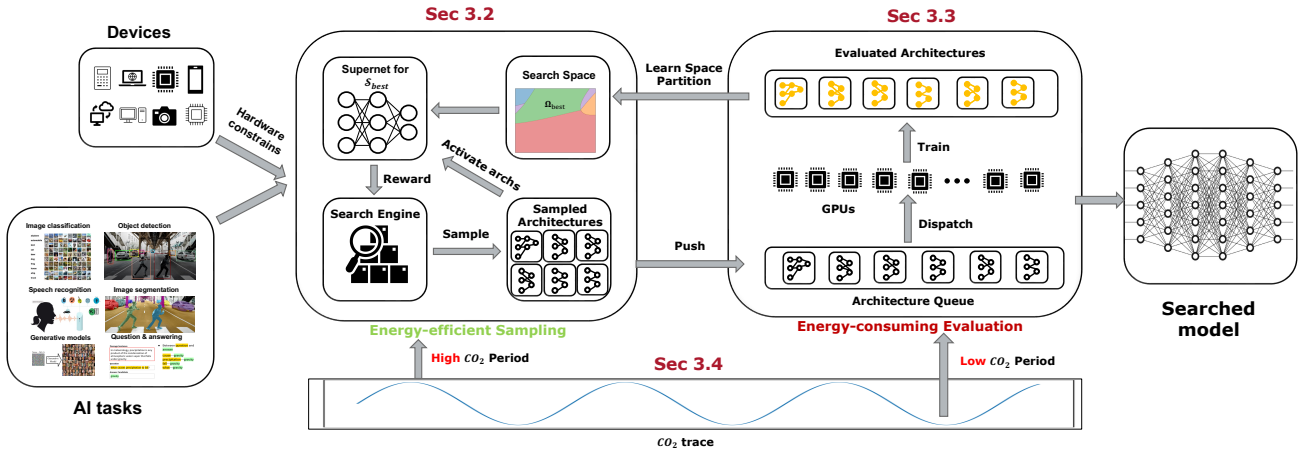 Sec 3.2
Sec 3.3
Devices
Hardware
constrains
Supernet for
𝒮best
Search Space
Ωbest
Reward
Activate archs
Search Engine
Sample
Sampled
Architectures
Learn Space
Partition
Push
Evaluated Architectures
Train
GPUs
Dispatch
Architecture Queue
Searched
model
Image classification
Object detection
Speech recognition
Image segmentation
Generative models
Question & answering
AI tasks
Energy-efficient Sampling
Energy-consuming Evaluation
High CO₂ Period
Sec 3.4
Low CO₂ Period
CO₂ trace